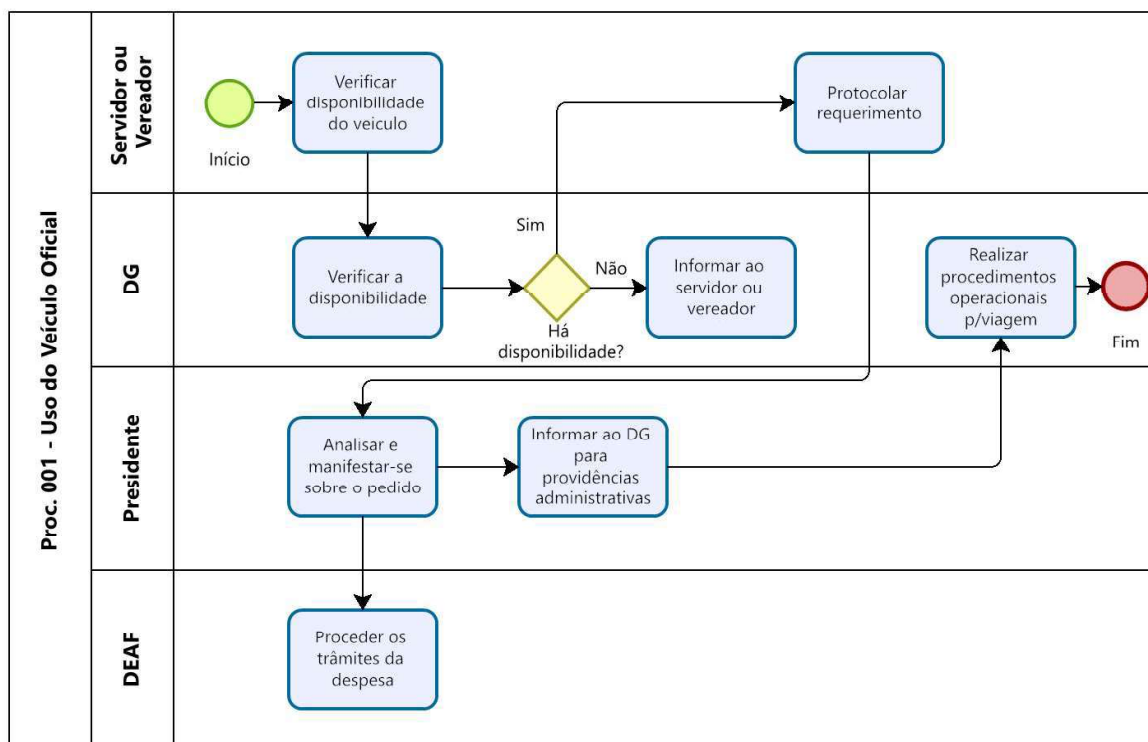 Proc. 001 - Uso do Veículo Oficial
Servidor ou
Vereador
Início
Verificar
disponibilidade
do veiculo
Protocolar
requerimento
DG
Verificar a
disponibilidade
Sim
Não
Há
disponibilidade?
Informar ao
servidor ou
vereador
Realizar
procedimentos
operacionais
p/viagem
Fim
Presidente
Analisar e
manifestar-se
sobre o pedido
Informar ao DG
para
providências
administrativas
DEAF
Proceder os
trâmites da
despesa